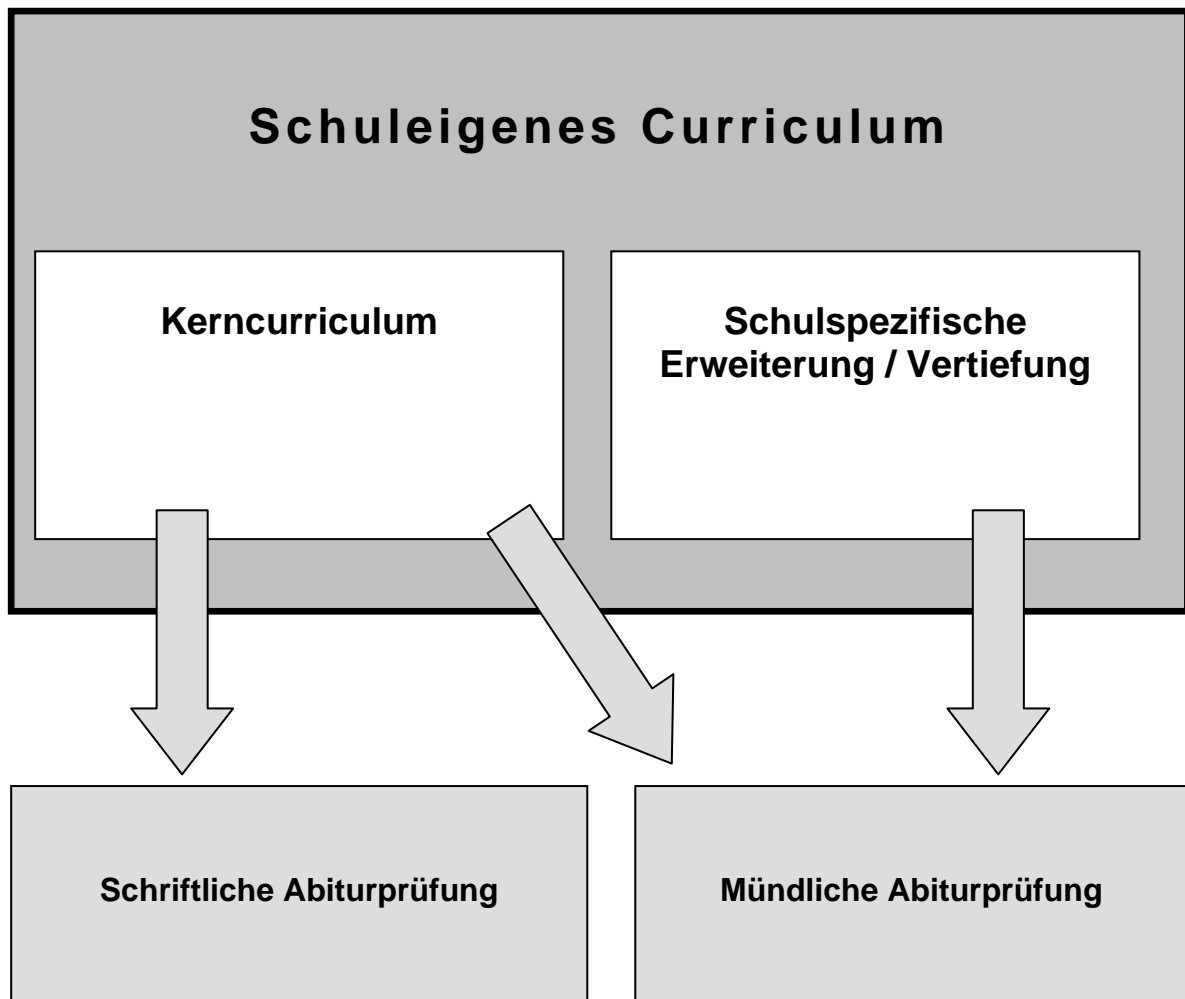 Schuleigenes Curriculum
Kerncurriculum
Schulspezifische
Erweiterung / Vertiefung
Schriftliche Abiturprüfung
Mündliche Abiturprüfung